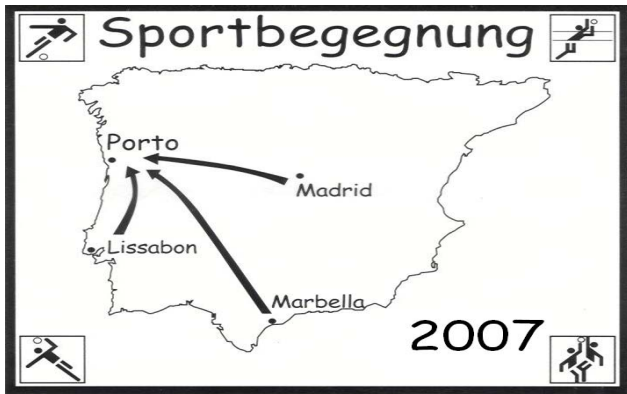 Sportbegegnung
Porto
Madrid
Lissabon
Marbella
2007